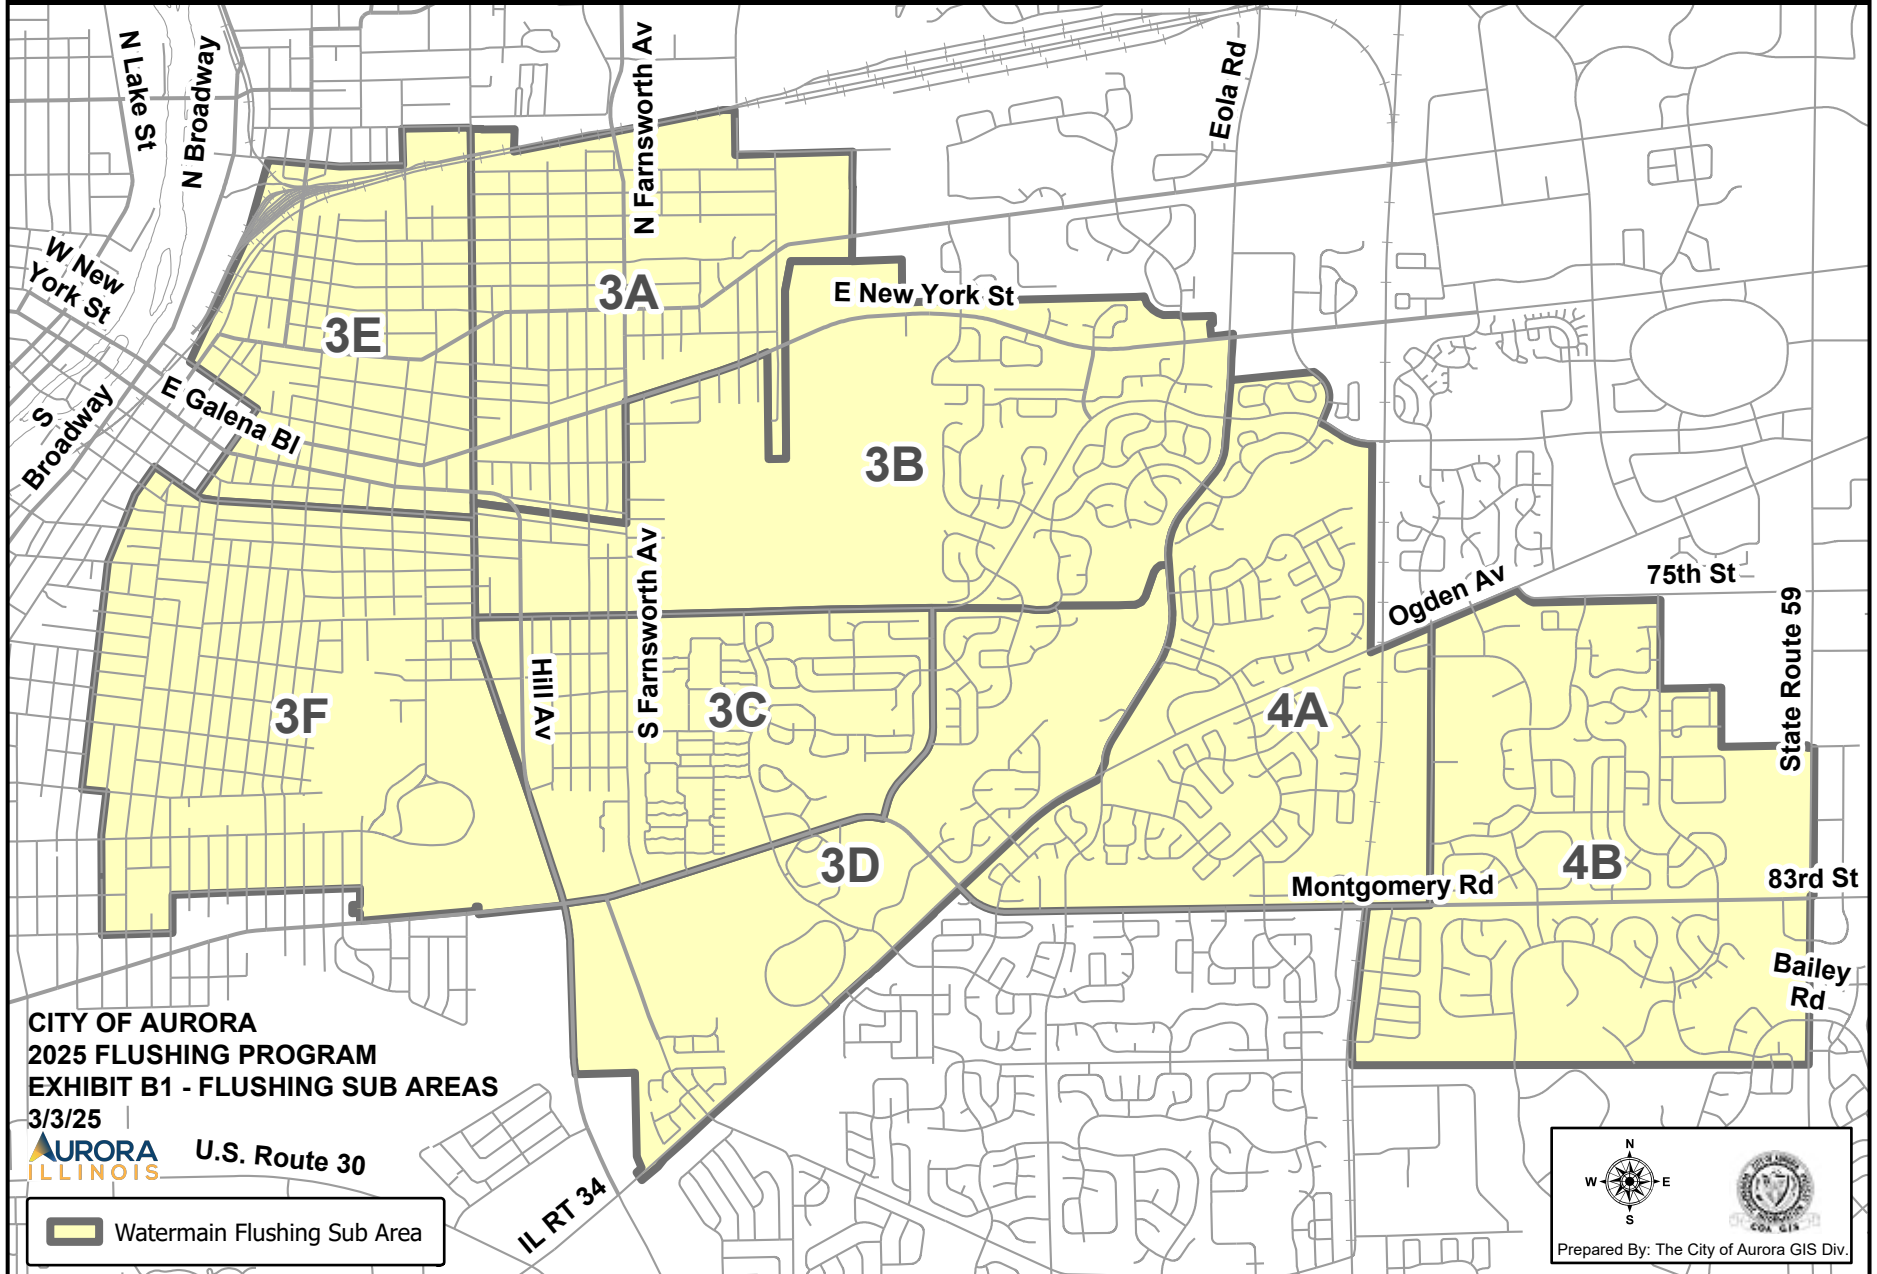 N Lake St
N Broadway
N Farnsworth Av
Eola Rd
W New
York St
3A
E New York St
3E
S
Broadway
E Galena Bl
3B
S Farnsworth Av
Ogden Av
75th St
State Route 59
Hill Av
3F
3C
4A
3D
4B
Montgomery Rd
83rd St
Bailey
Rd
CITY OF AURORA
2025 FLUSHING PROGRAM
EXHIBIT B1 - FLUSHING SUB AREAS
3/3/25
AURORA
ILLINOIS
U.S. Route 30
IL RT 34
Watermain Flushing Sub Area
N
W
E
S
COA GIS
Prepared By: The City of Aurora GIS Div.